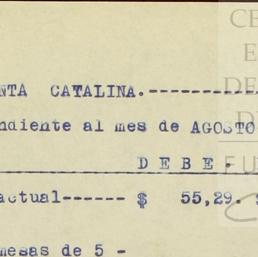 NTA CATALINA.-----------
ndiente al mes de AGOSTO
D E B E .
actual------ $ 55,29.
mesas de 5 -